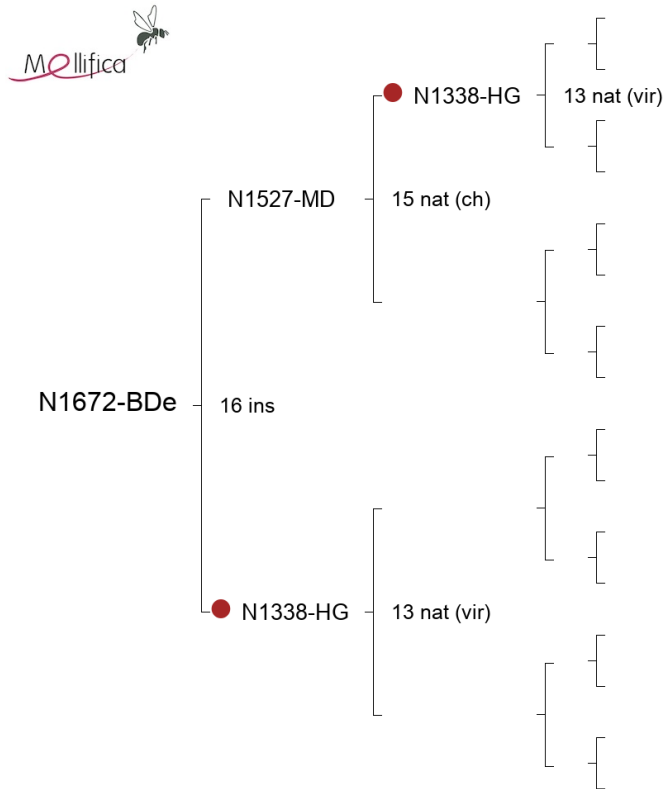 Mellifica
N1338-HG
13 nat (vir)
N1527-MD
15 nat (ch)
N1672-BDe
16 ins
N1338-HG
13 nat (vir)